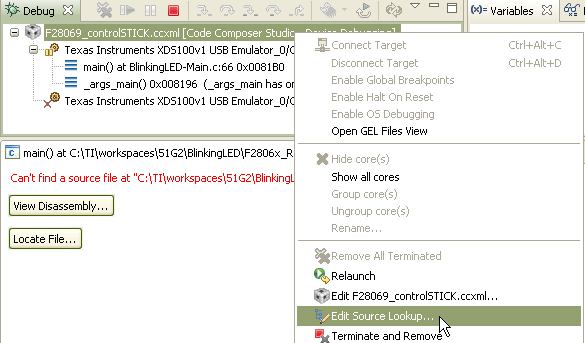 Debug
Variables
F28069_controlSTICK.ccxml [Code Composer Studio - Device Debugging]
Texas Instruments XDS100v1 USB Emulator_0/C
main() at BlinkingLED-Main.c:66 0x0081B0
_args_main() 0x008196 (_args_main has no
Texas Instruments XDS100v1 USB Emulator_0/C
main() at C:\TI\workspaces\51G2\BlinkingLED\F2806x_R
Can't find a source file at "C:\TI\workspaces\51G2\BlinkingLE
View Disassembly...
Locate File...
Connect Target Ctrl+Alt+C
Disconnect Target Ctrl+Alt+D
Enable Global Breakpoints
Enable Halt On Reset
Enable OS Debugging
Open GEL Files View
Hide core(s)
Show all cores
Group core(s)
Ungroup core(s)
Rename...
Remove All Terminated
Relaunch
Edit F28069_controlSTICK.ccxml...
Edit Source Lookup...
Terminate and Remove